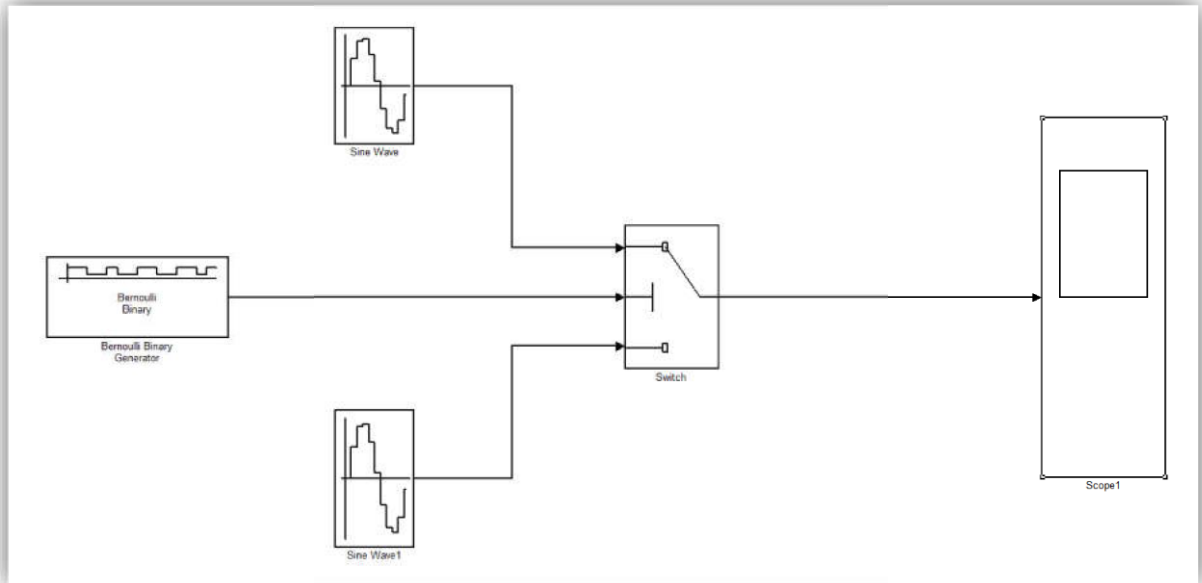 Sine Wave
Bernoulli
Binary
Bernoulli Binary
Generator
Switch
Scope1
Sine Wave1